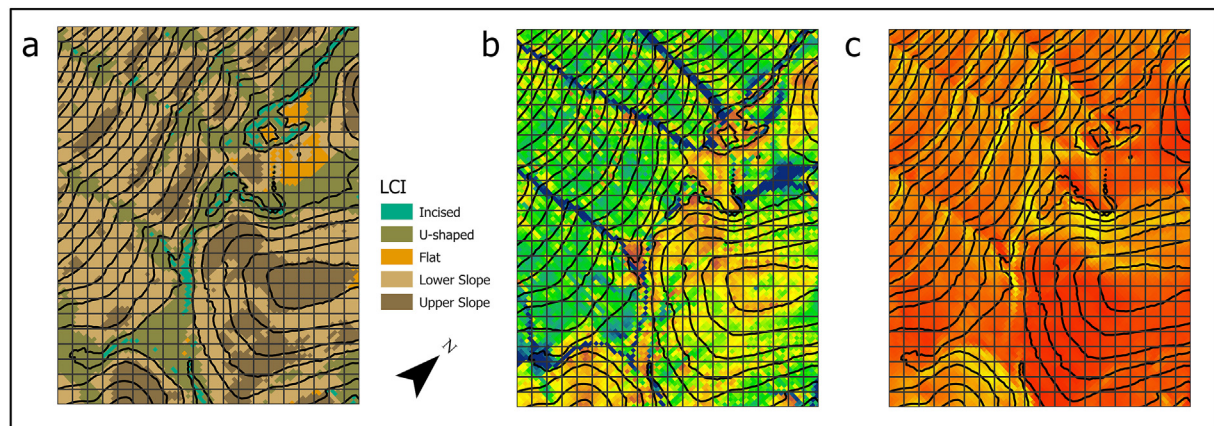 a
b
c
LCI
Incised
U-shaped
Flat
Lower Slope
Upper Slope
N